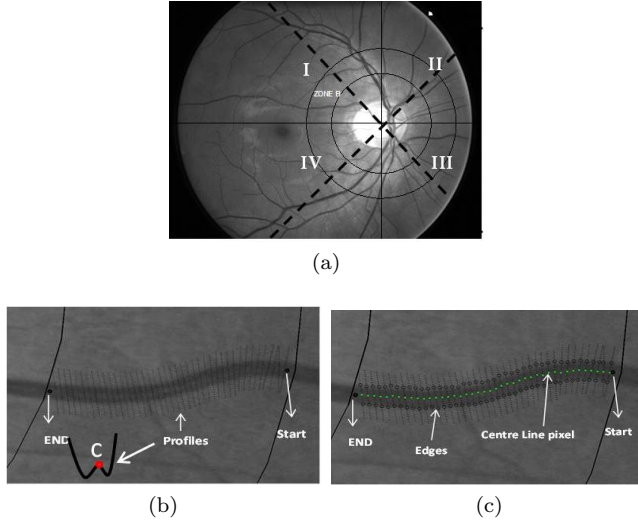 I
II
ZONE B
IV
III
(a)
END
C
Profiles
Start
(b)
END
Edges
Centre Line pixel
Start
(c)